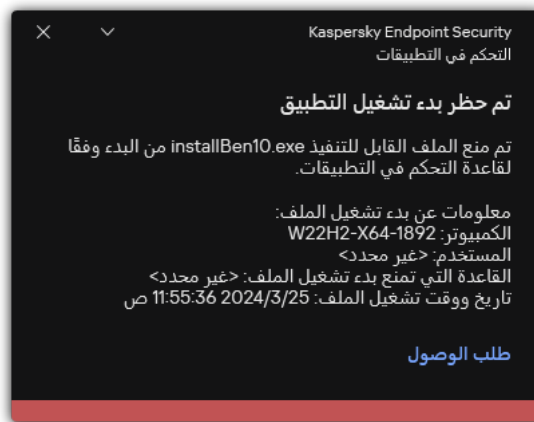 Kaspersky Endpoint Security
التحكم في التطبيقات
تم حظر بدء تشغيل التطبيق
تم منع الملف القابل للتنفيذ installBen10.exe من البدء وفقًا
لقاعدة التحكم في التطبيقات.
معلومات عن بدء تشغيل الملف:
الكمبيوتر: W22H2-X64-1892
المستخدم: <غير محدد>
القاعدة التي تمنع بدء تشغيل الملف: <غير محدد>
تاريخ ووقت تشغيل الملف: 2024/3/25 11:55:36 ص
طلب الوصول